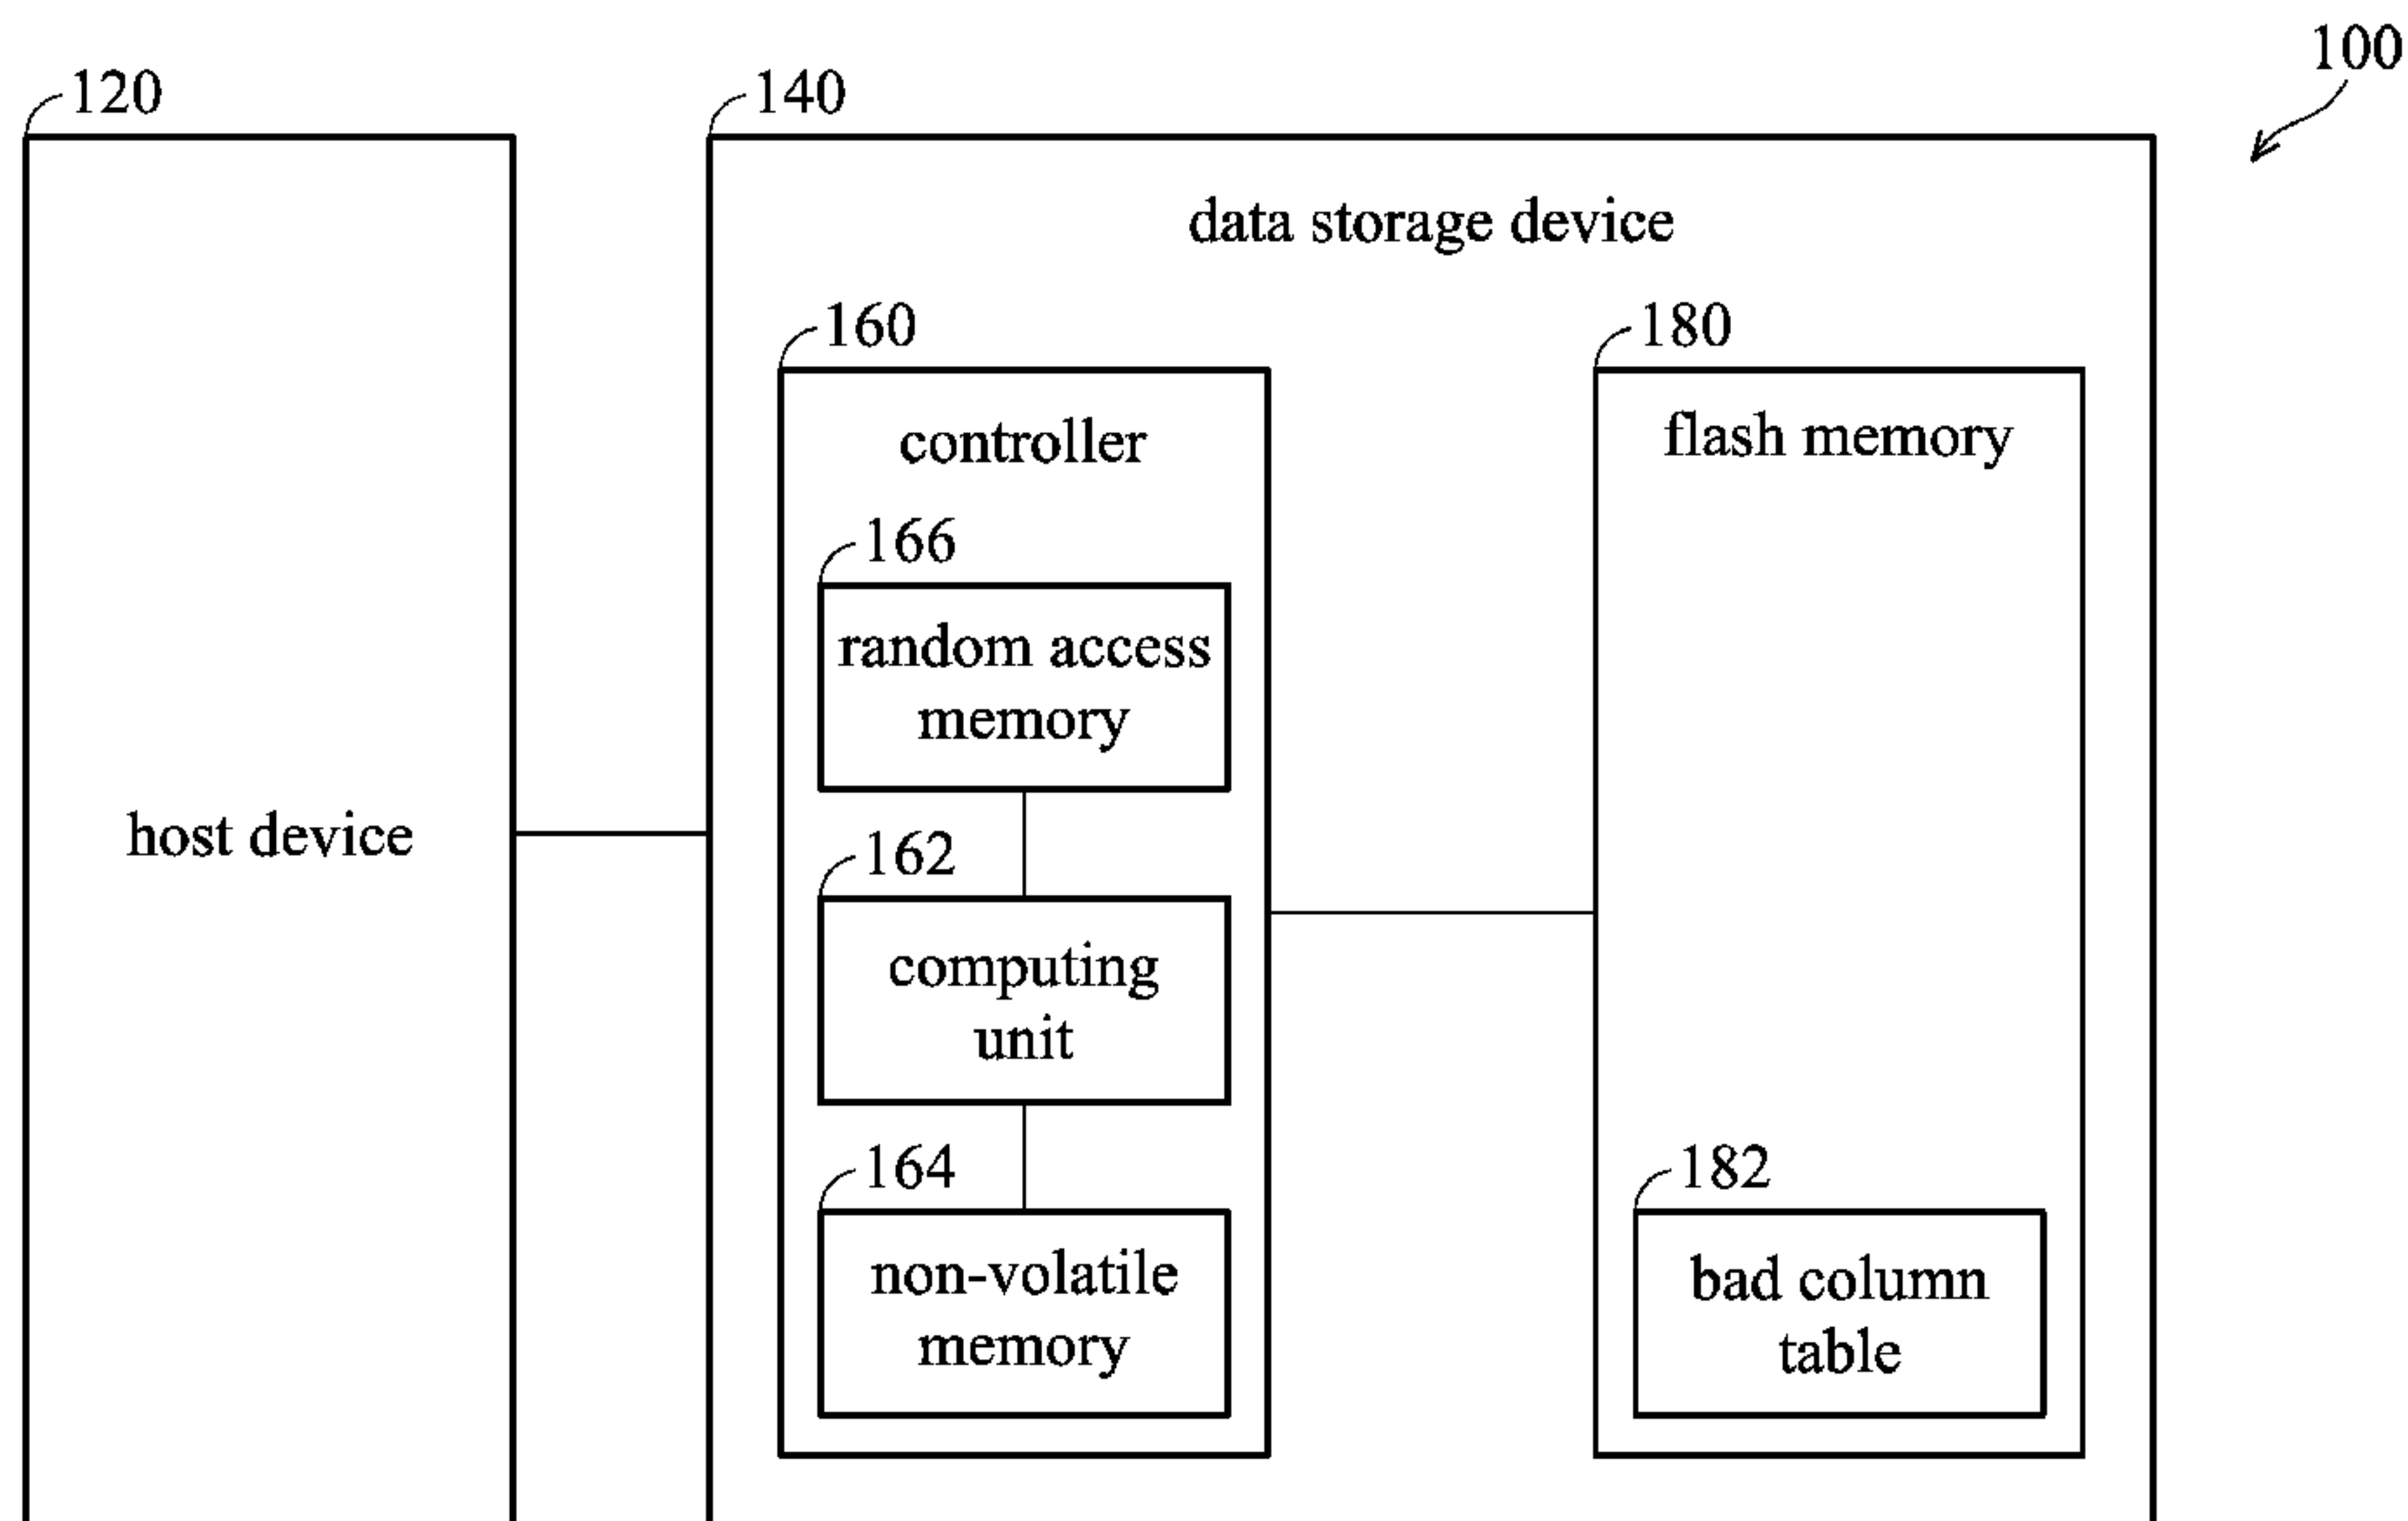 100
120
140
data storage device
160
180
controller
flash memory
166
random access
memory
host device
162
computing
unit
164
182
non-volatile
memory
bad column
table